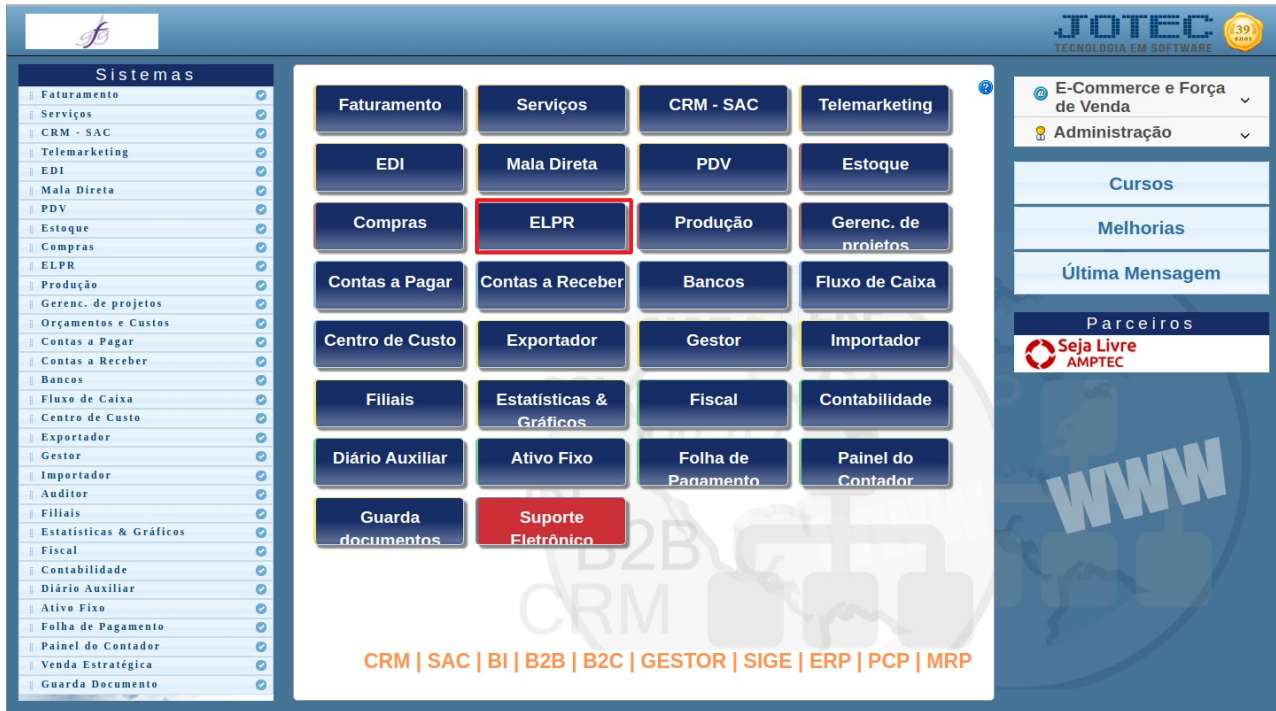 JOTEC
39
ANOS
TECNOLOGIA EM SOFTWARE
Sistemas
Faturamento
Serviços
CRM - SAC
Telemarketing
EDI
Mala Direta
PDV
Estoque
Compras
ELPR
Produção
Gerenc. de projetos
Orçamentos e Custos
Contas a Pagar
Contas a Receber
Bancos
Fluxo de Caixa
Centro de Custo
Exportador
Gestor
Importador
Auditor
Filiais
Estatísticas & Gráficos
Fiscal
Contabilidade
Diário Auxiliar
Ativo Fixo
Folha de Pagamento
Painel do Contador
Venda Estratégica
Guarda Documento
Faturamento
Serviços
CRM - SAC
Telemarketing
EDI
Mala Direta
PDV
Estoque
Compras
ELPR
Produção
Gerenc. de
projetos
Contas a Pagar
Contas a Receber
Bancos
Fluxo de Caixa
Centro de Custo
Exportador
Gestor
Importador
Filiais
Estatísticas &
Gráficos
Fiscal
Contabilidade
Diário Auxiliar
Ativo Fixo
Folha de
Pagamento
Painel do
Contador
Guarda
documentos
Suporte
Eletrônico
B2B
CRM
CRM | SAC | BI | B2B | B2C | GESTOR | SIGE | ERP | PCP | MRP
E-Commerce e Força
de Venda
Administração
Cursos
Melhorias
Última Mensagem
Parceiros
Seja Livre
AMPTEC
WWW